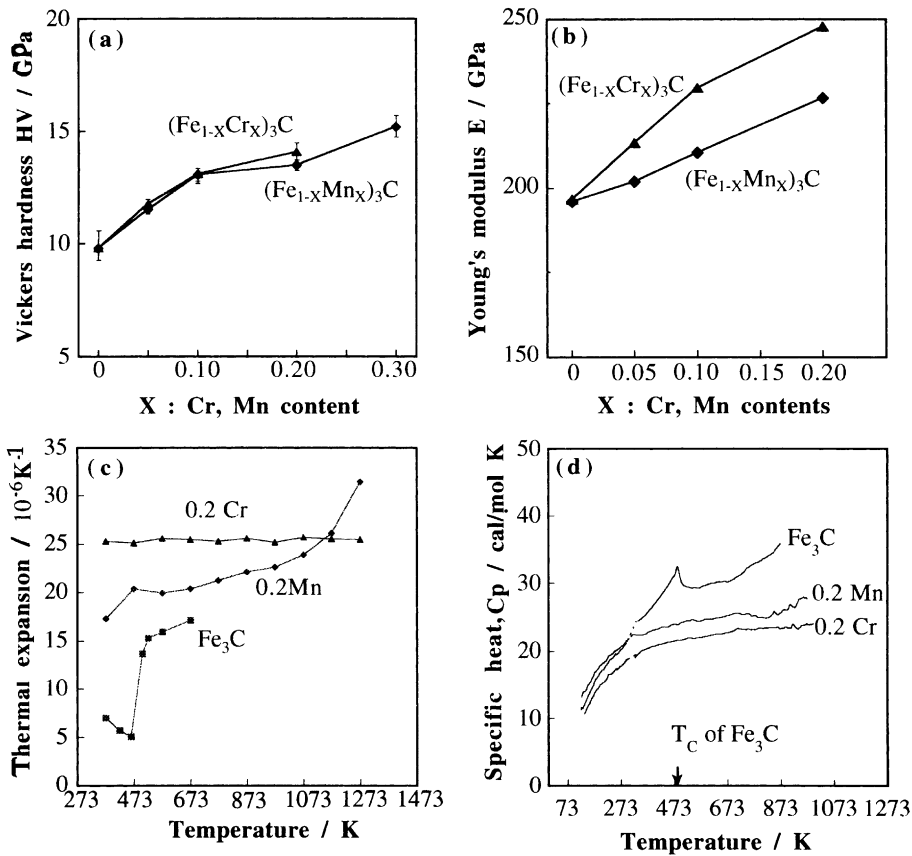 (a)
Vickers hardness HV / GPa
20
15
10
5
(Fe1-XCrX)3C
(Fe1-XMnX)3C
0 0.10 0.20 0.30
X : Cr, Mn content
(b)
Young's modulus E / GPa
250
200
150
(Fe1-XCrX)3C
(Fe1-XMnX)3C
0 0.05 0.10 0.15 0.20
X : Cr, Mn contents
(c)
Thermal expansion / 10-6K-1
35
30
25
20
15
10
5
0
0.2 Cr
0.2Mn
Fe3C
273 473 673 873 1073 1273 1473
Temperature / K
(d)
Specific heat,Cp / cal/mol K
50
40
30
20
10
0
Fe3C
0.2 Mn
0.2 Cr
TC of Fe3C
73 273 473 673 873 1073 1273
Temperature / K